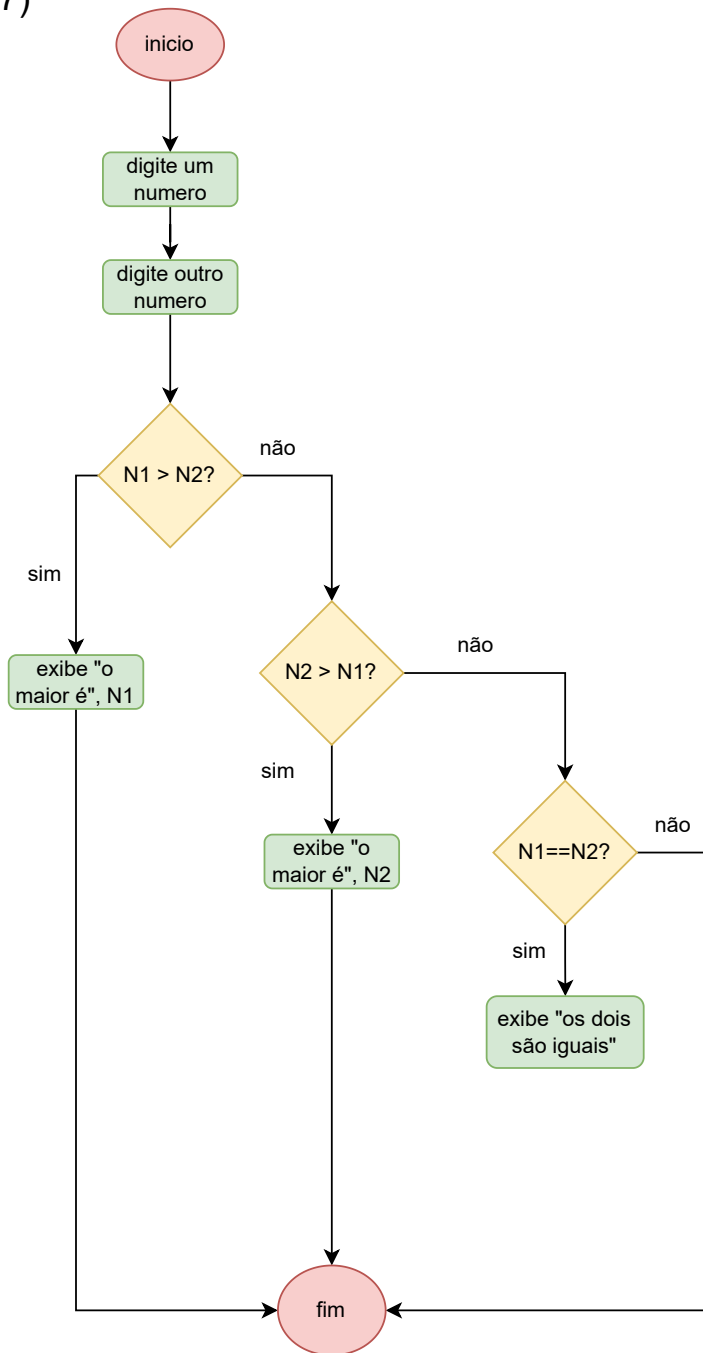 7)
inicio
digite um
numero
digite outro
numero
não
N1 > N2?
sim
não
exibe "o
maior é", N1
N2 > N1?
sim
não
exibe "o
maior é", N2
N1==N2?
sim
exibe "os dois
são iguais"
fim